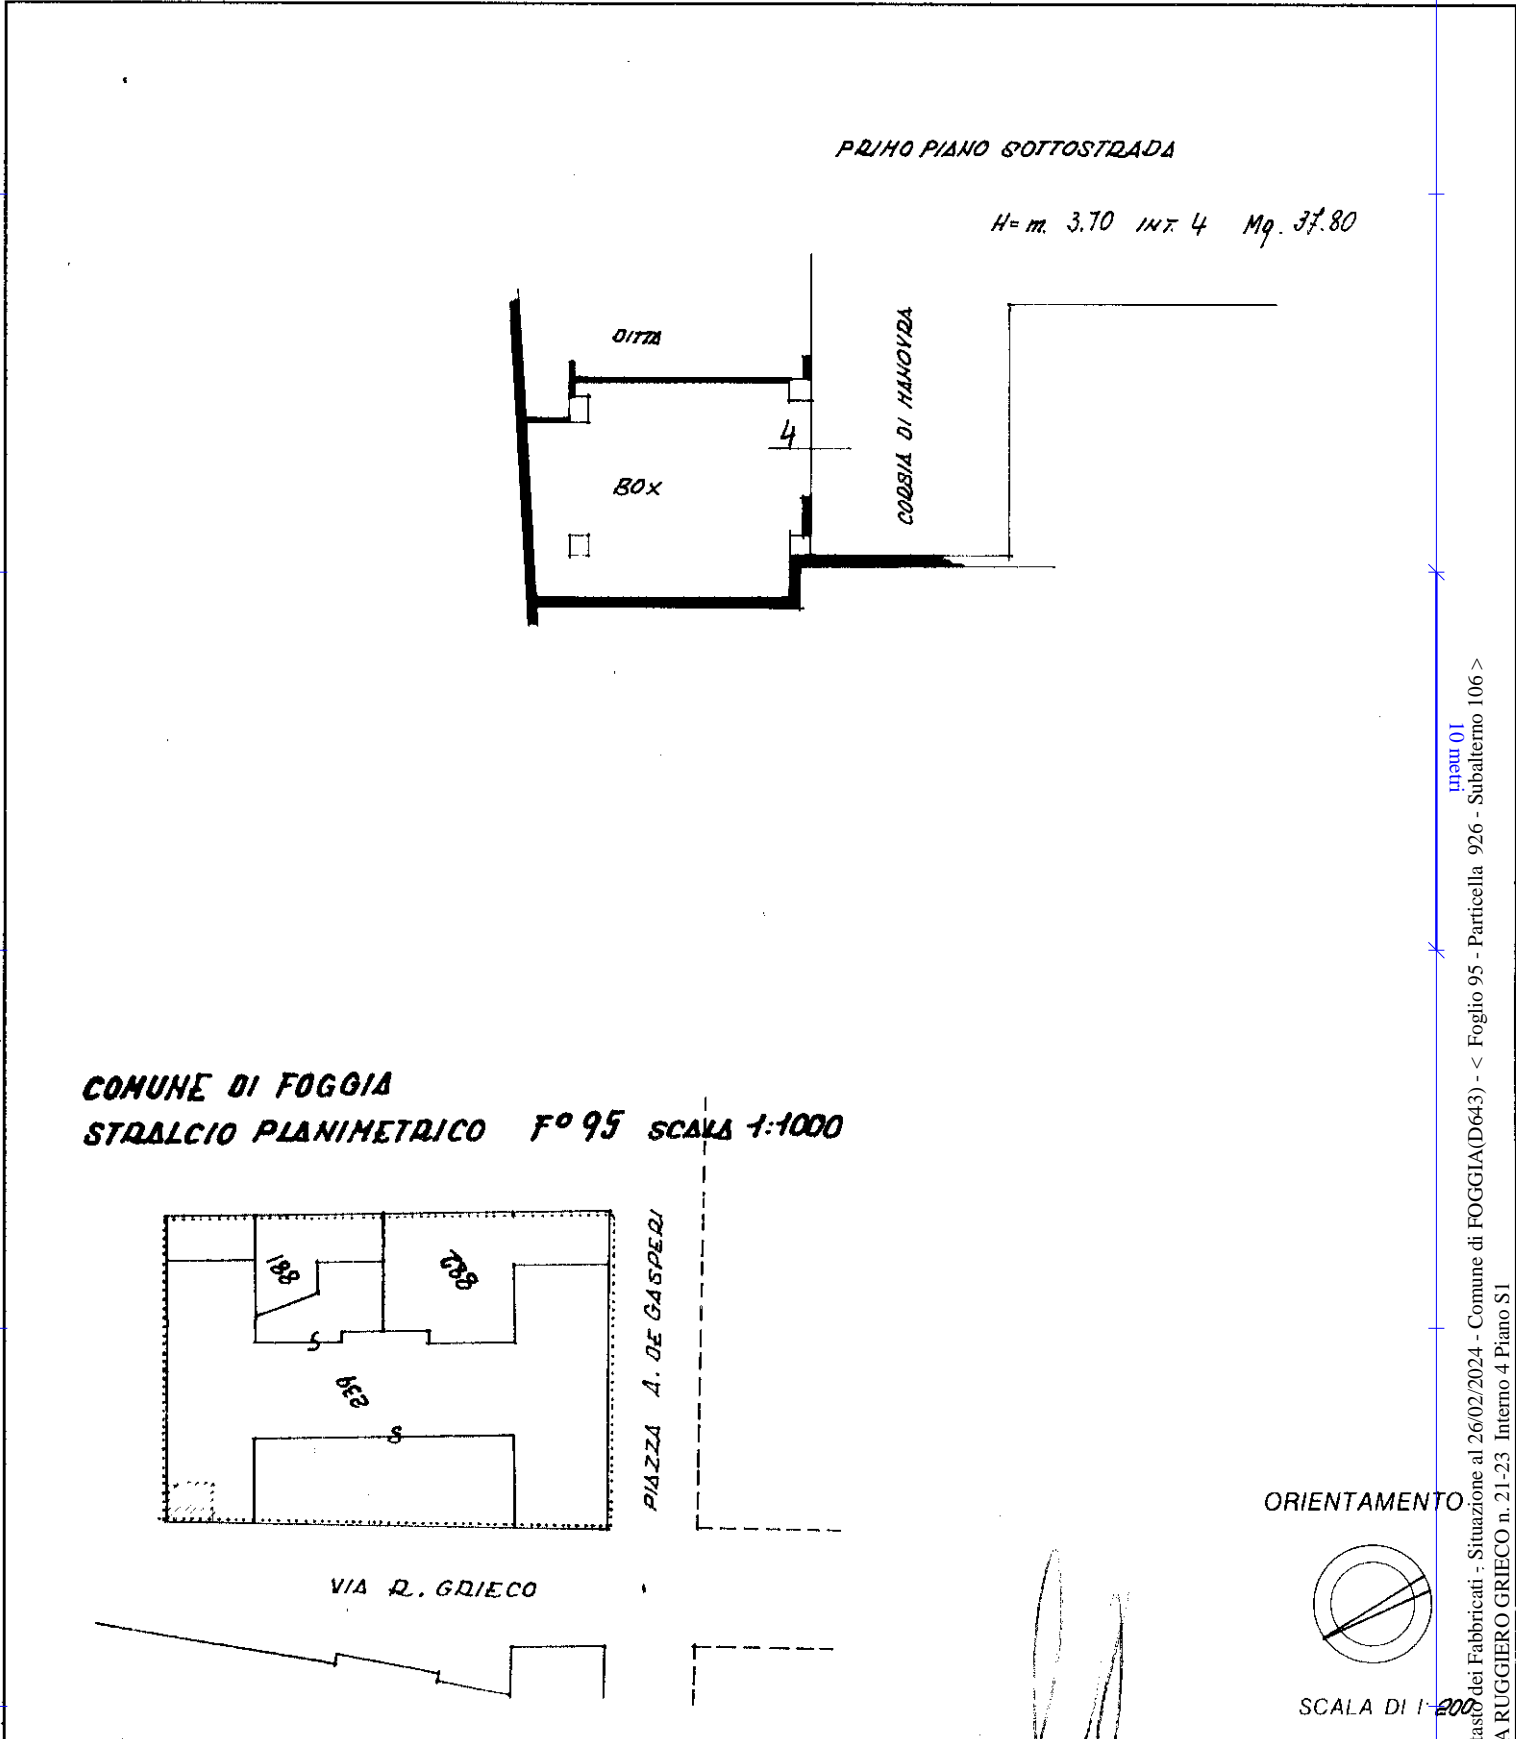 PRIMO PIANO SOTTOSTRADA
H= m. 3.70 INT. 4 Mq. 37.80
DITTA
CORSIA DI MANOVRA
4
BOX
10 metri
COMUNE DI FOGGIA
STRALCIO PLANIMETRICO F° 95 SCALA 1:1000
881
882
S
239
S
PIAZZA A. DE GASPERI
VIA R. GRIECO
ORIENTAMENTO
SCALA DI 1: 200
tasto dei Fabbricati - Situazione al 26/02/2024 - Comune di FOGGIA(D643) - < Foglio 95 - Particella 926 - Subalterno 106 >
A RUGGIERO GRIECO n. 21-23 Interno 4 Piano S1